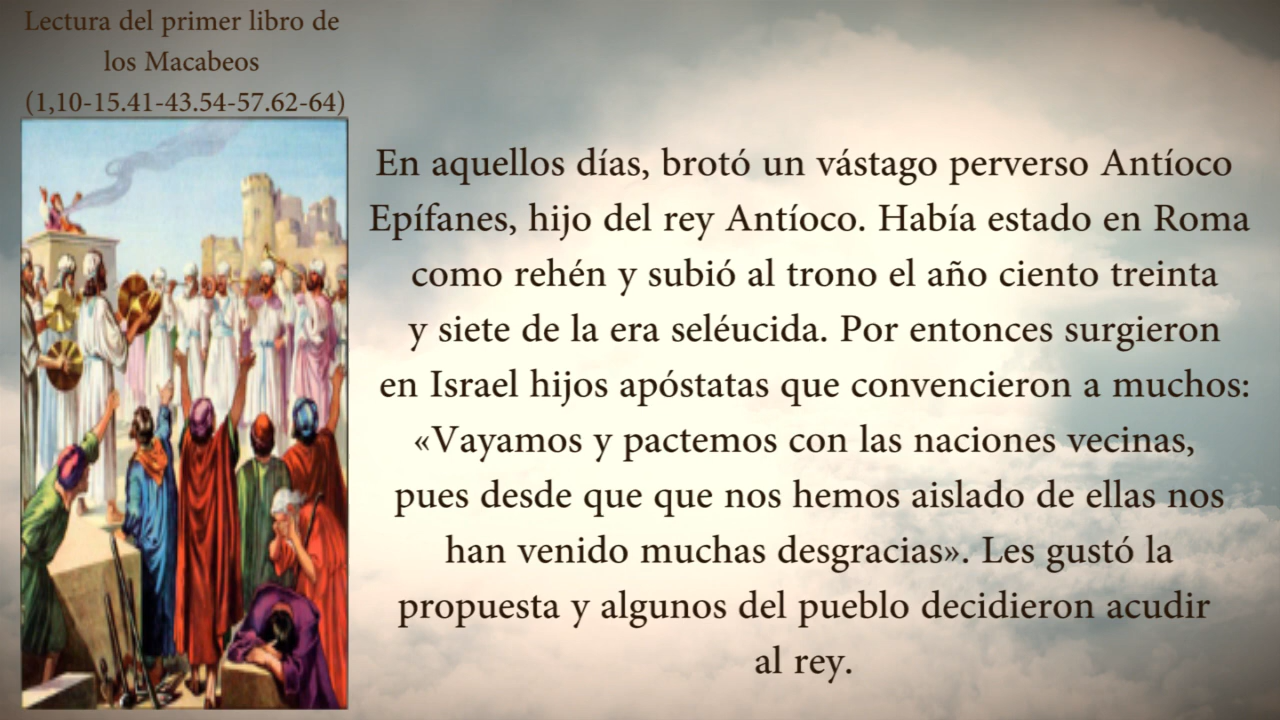 Lectura del primer libro de
los Macabeos
(1,10-15.41-43.54-57.62-64)
En aquellos días, brotó un vástago perverso Antíoco
Epífanes, hijo del rey Antíoco. Había estado en Roma
como rehén y subió al trono el año ciento treinta
y siete de la era seléucida. Por entonces surgieron
en Israel hijos apóstatas que convencieron a muchos:
«Vayamos y pactemos con las naciones vecinas,
pues desde que que nos hemos aislado de ellas nos
han venido muchas desgracias». Les gustó la
propuesta y algunos del pueblo decidieron acudir
al rey.